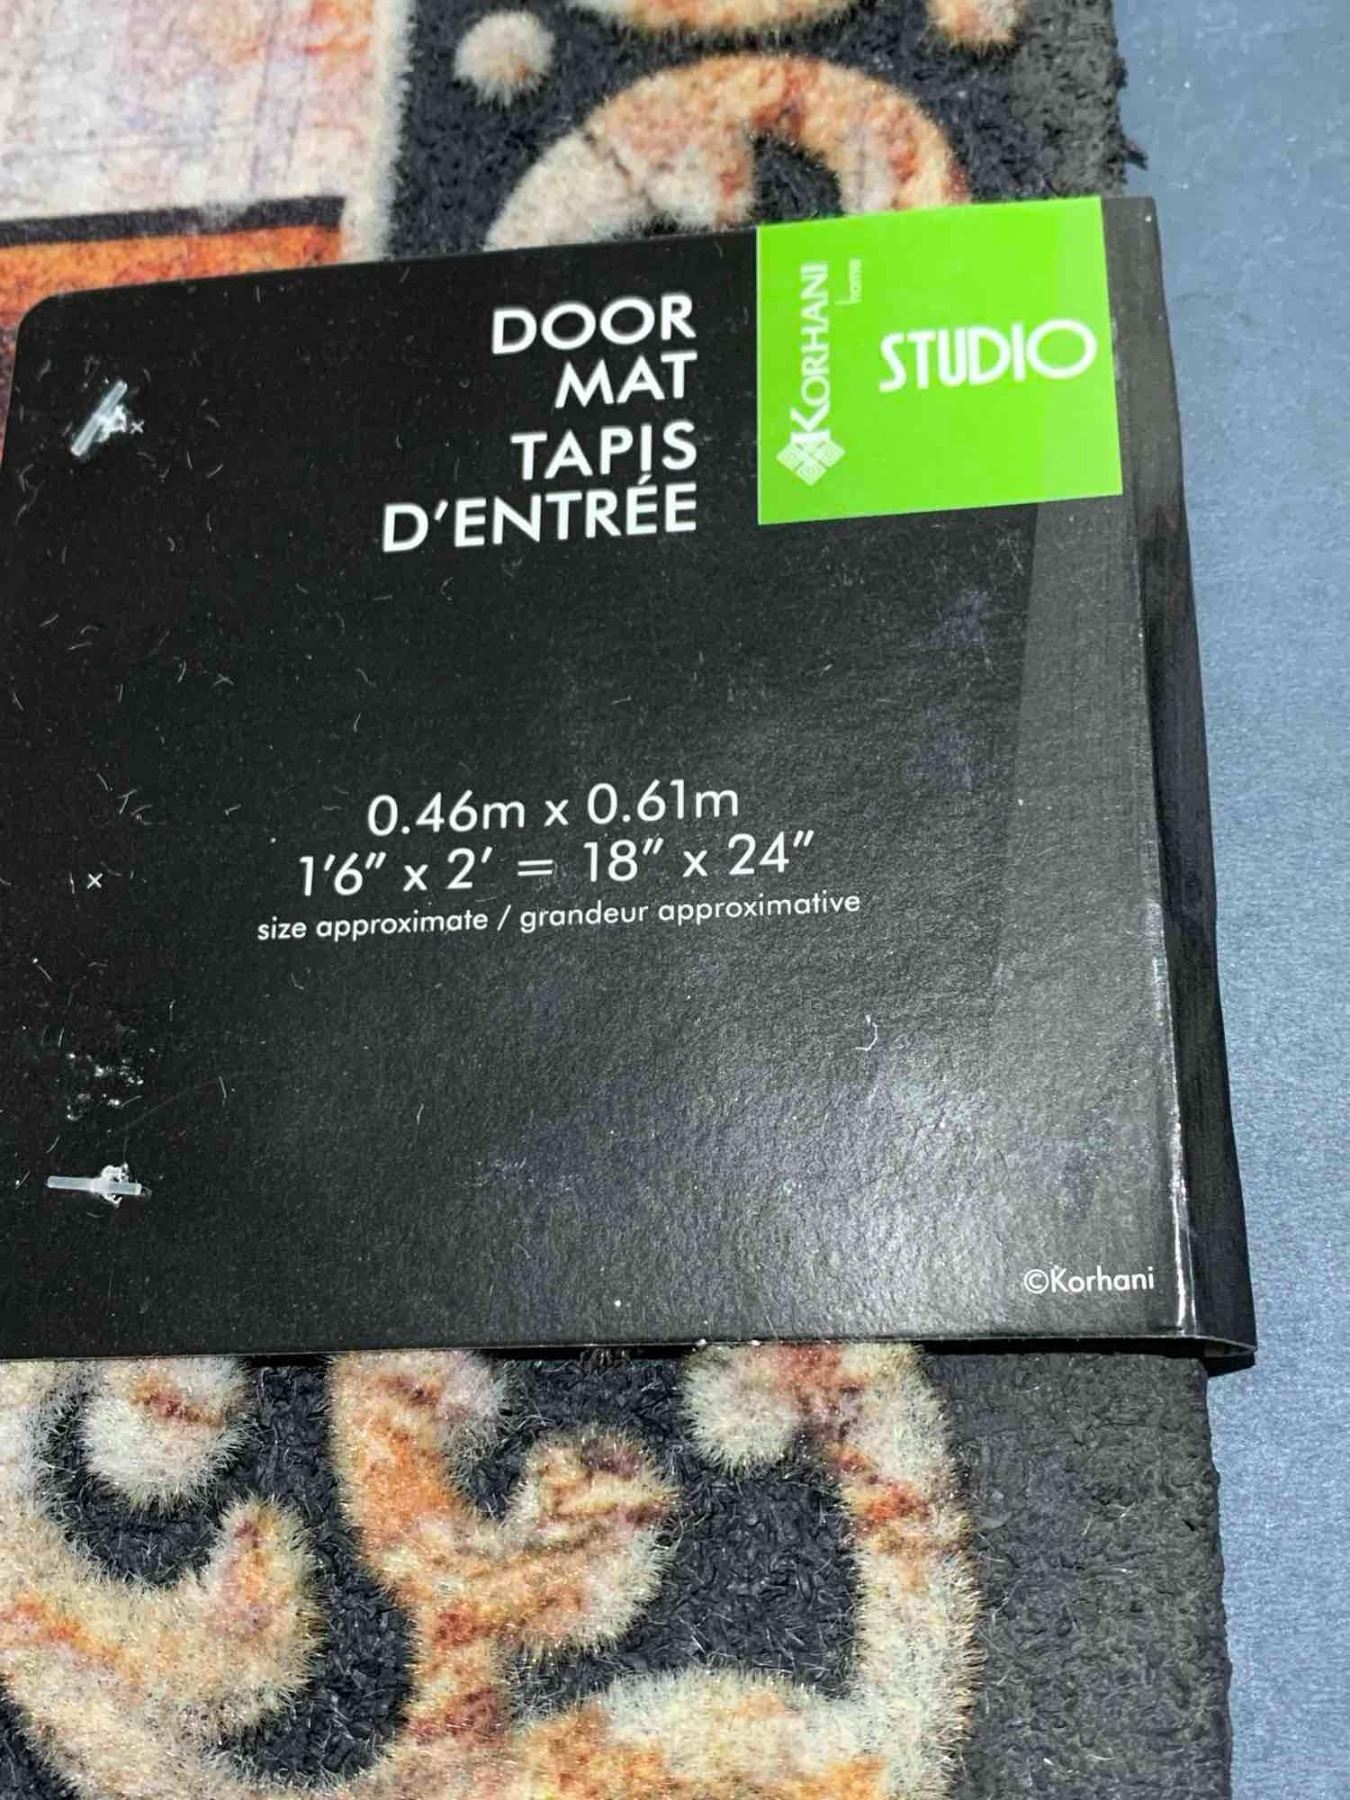 DOOR
MAT
TAPIS
D'ENTRÉE
KORHANI
home
STUDIO
0.46m x 0.61m
1'6" x 2' = 18" x 24"
size approximate / grandeur approximative
©Korhani